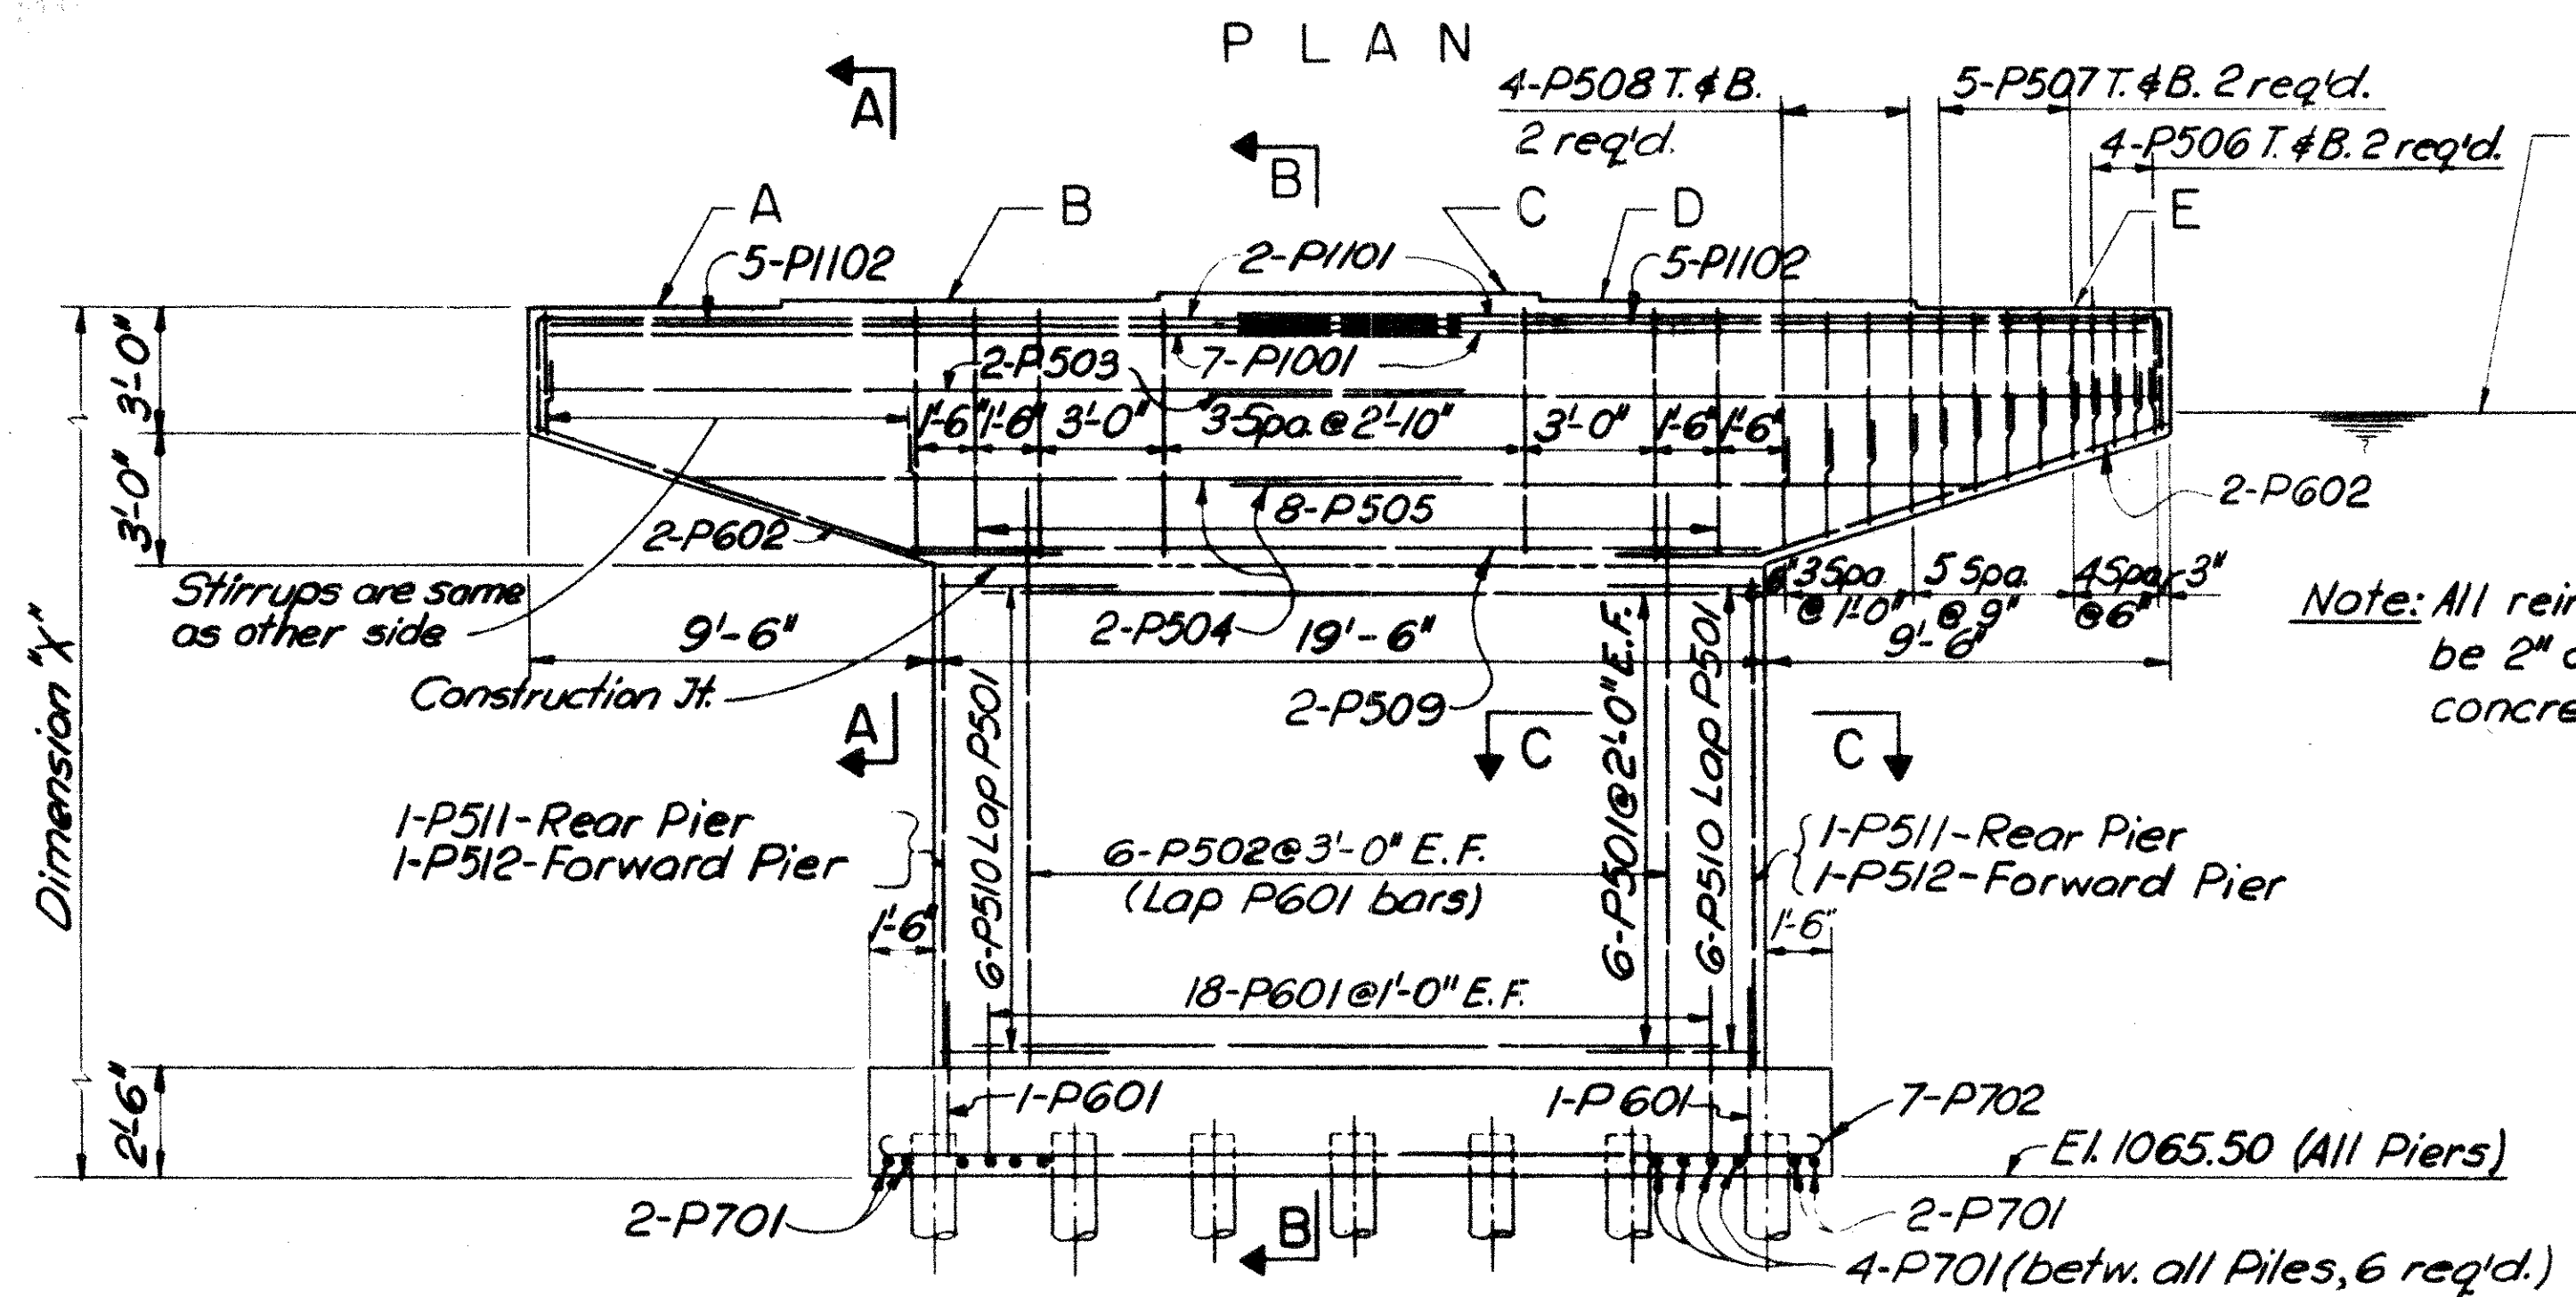 PLAN
A
4-P508 T. & B.
2 req'd.
5-P507 T. & B. 2 req'd.
4-P506 T. & B. 2 req'd.
B
A
B
C
D
E
5-P1102
2-P1101
5-P1102
3'-0"
2-P503
7-P1001
1'-6"
1'-6"
3'-0"
3-Spa. @ 2'-10"
3'-0"
1'-6"
1'-6"
3'-0"
8-P505
2-P602
2-P602
Stirrups are same
as other side
6"
3 Spa.
@ 1'-0"
5 Spa.
@ 9"
4 Spa.
@ 6"
3"
Note: All rein
be 2"
concre
9'-6"
2-P504
19'-6"
9'-6"
Construction Jt.
2-P509
A
C
C
Dimension "X"
6-P510 Lap P501
6-P501 @ 2'-0" E.F.
6-P510 Lap P501
1-P511-Rear Pier
1-P512-Forward Pier
6-P502 @ 3'-0" E.F.
(Lap P601 bars)
1-P511-Rear Pier
1-P512-Forward Pier
1'-6"
1'-6"
18-P601 @ 1'-0" E.F.
2'-6"
1-P601
1-P601
7-P702
El. 1065.50 (All Piers)
2-P701
B
2-P701
4-P701 (betw. all Piles, 6 req'd.)